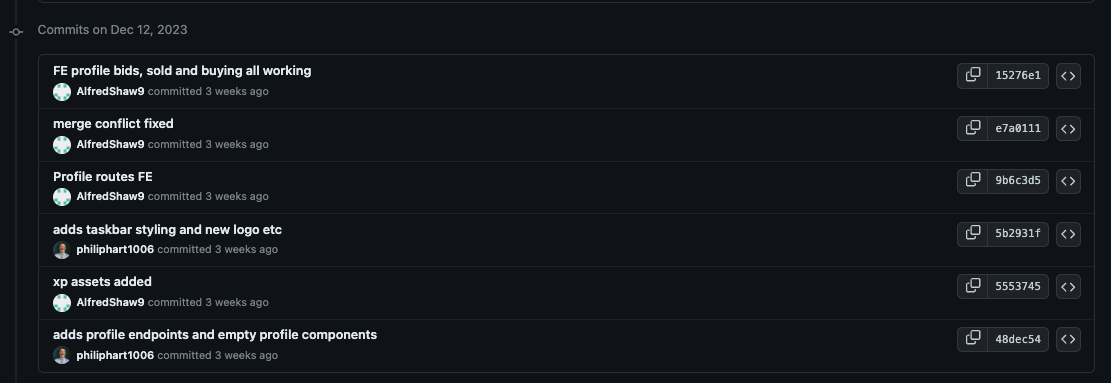 Commits on Dec 12, 2023
FE profile bids, sold and buying all working
AlfredShaw9 committed 3 weeks ago
15276e1
merge conflict fixed
AlfredShaw9 committed 3 weeks ago
e7a0111
Profile routes FE
AlfredShaw9 committed 3 weeks ago
9b6c3d5
adds taskbar styling and new logo etc
philiphart1006 committed 3 weeks ago
5b2931f
xp assets added
AlfredShaw9 committed 3 weeks ago
5553745
adds profile endpoints and empty profile components
philiphart1006 committed 3 weeks ago
48dec54